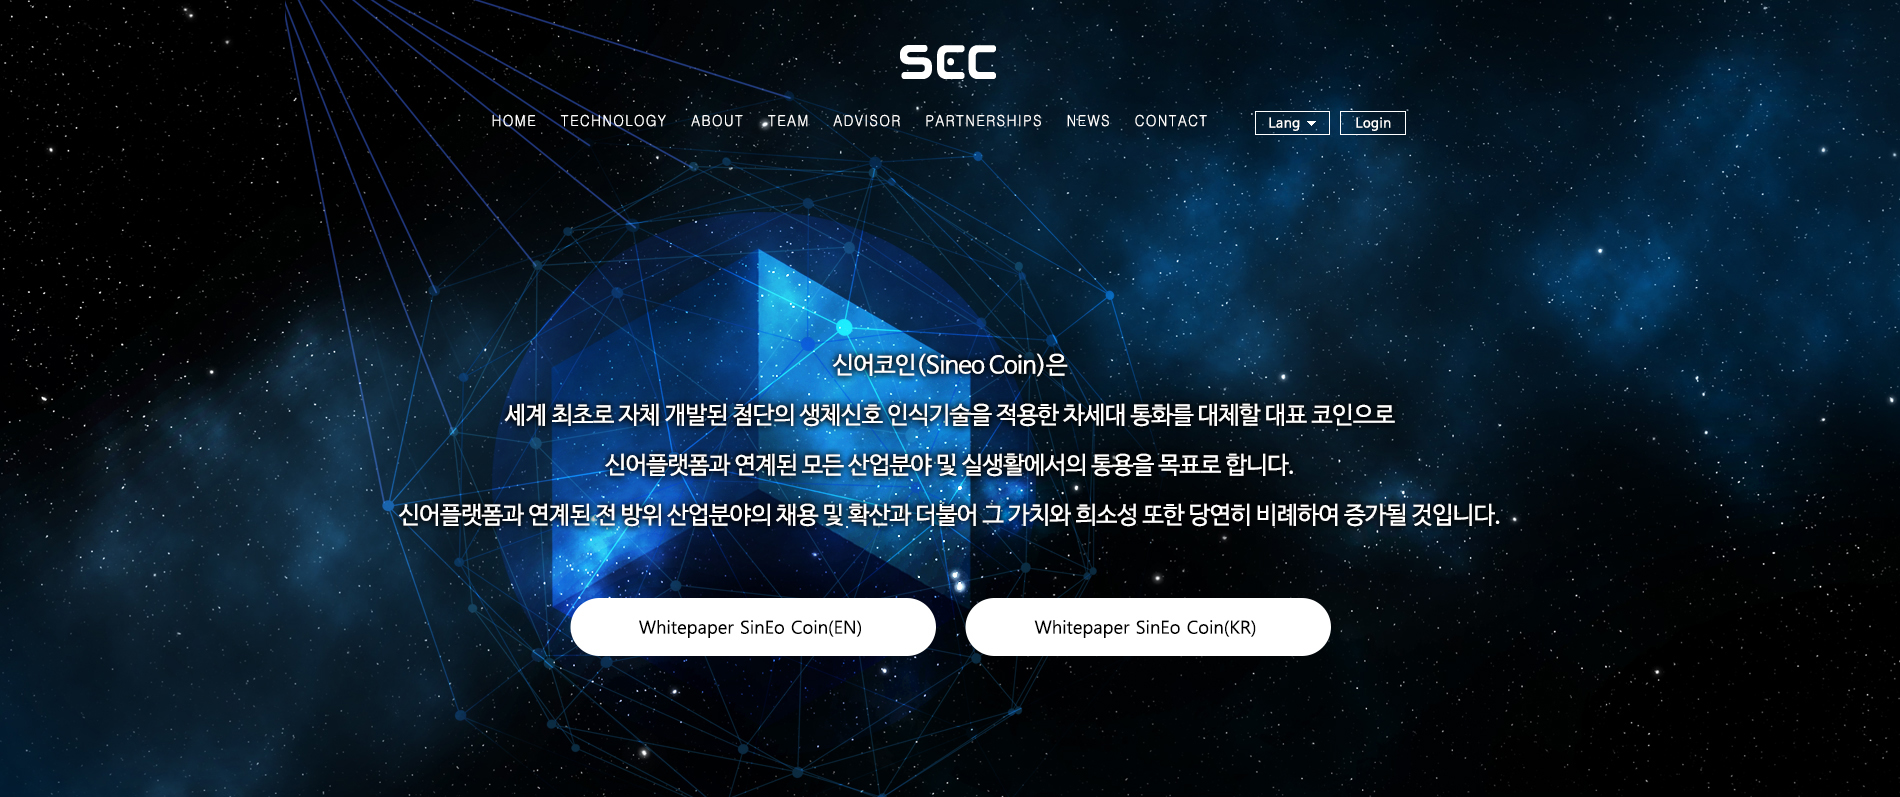 SEC
HOME TECHNOLOGY ABOUT TEAM ADVISOR PARTNERSHIPS NEWS CONTACT Lang Login
신어코인(Sineo Coin)은
세계 최초로 자체 개발된 첨단의 생체신호 인식기술을 적용한 차세대 통화를 대체할 대표 코인으로
신어플랫폼과 연계된 모든 산업분야 및 실생활에서의 통용을 목표로 합니다.
신어플랫폼과 연계된 전 방위 산업분야의 채용 및 확산과 더불어 그 가치와 희소성 또한 당연히 비례하여 증가될 것입니다.
Whitepaper SinEo Coin(EN) Whitepaper SinEo Coin(KR)